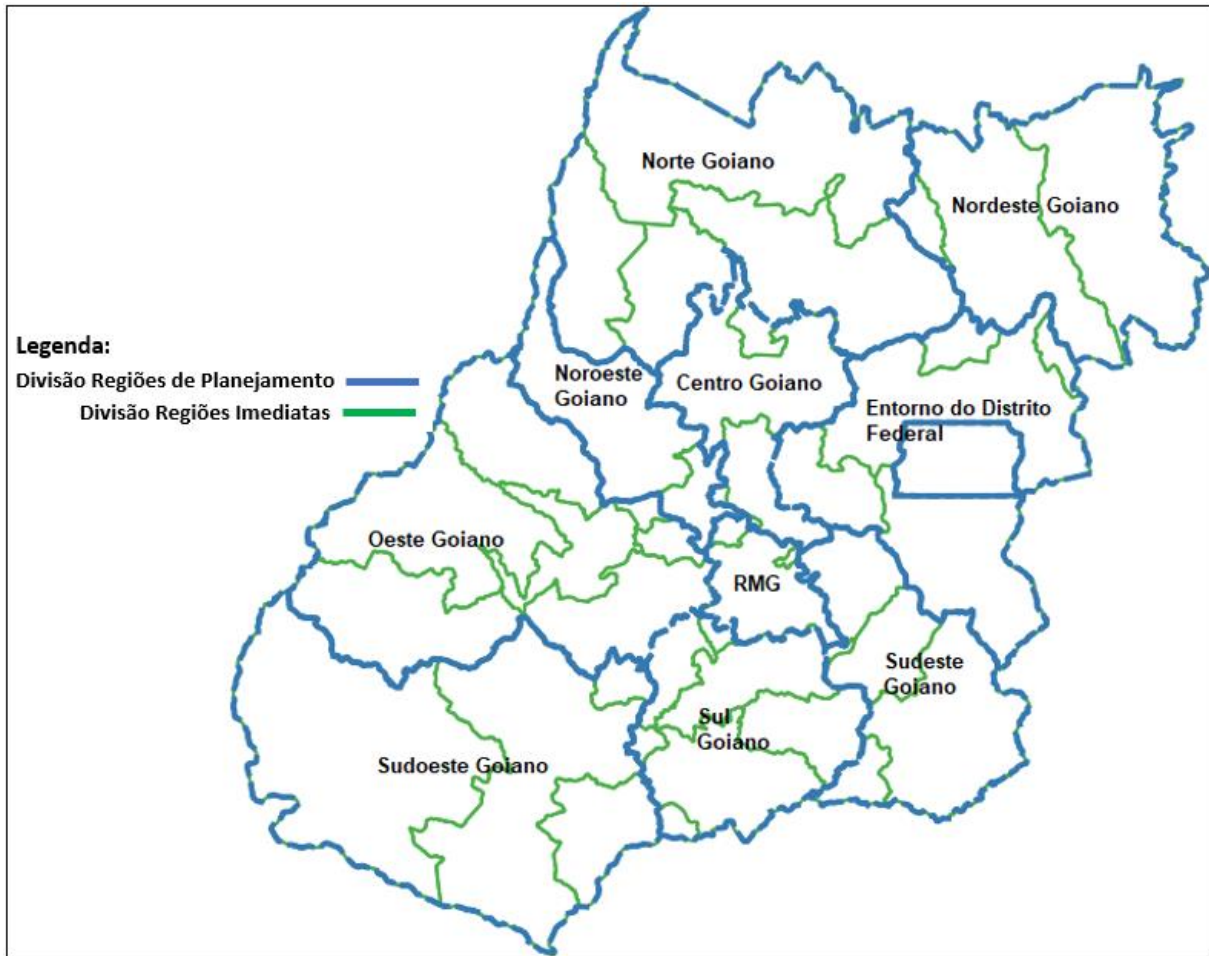 Norte Goiano
Nordeste Goiano
Legenda:
Divisão Regiões de Planejamento
Divisão Regiões Imediatas
Noroeste
Goiano
Centro Goiano
Entorno do Distrito
Federal
Oeste Goiano
RMG
Sudeste
Goiano
Sul
Goiano
Sudoeste Goiano